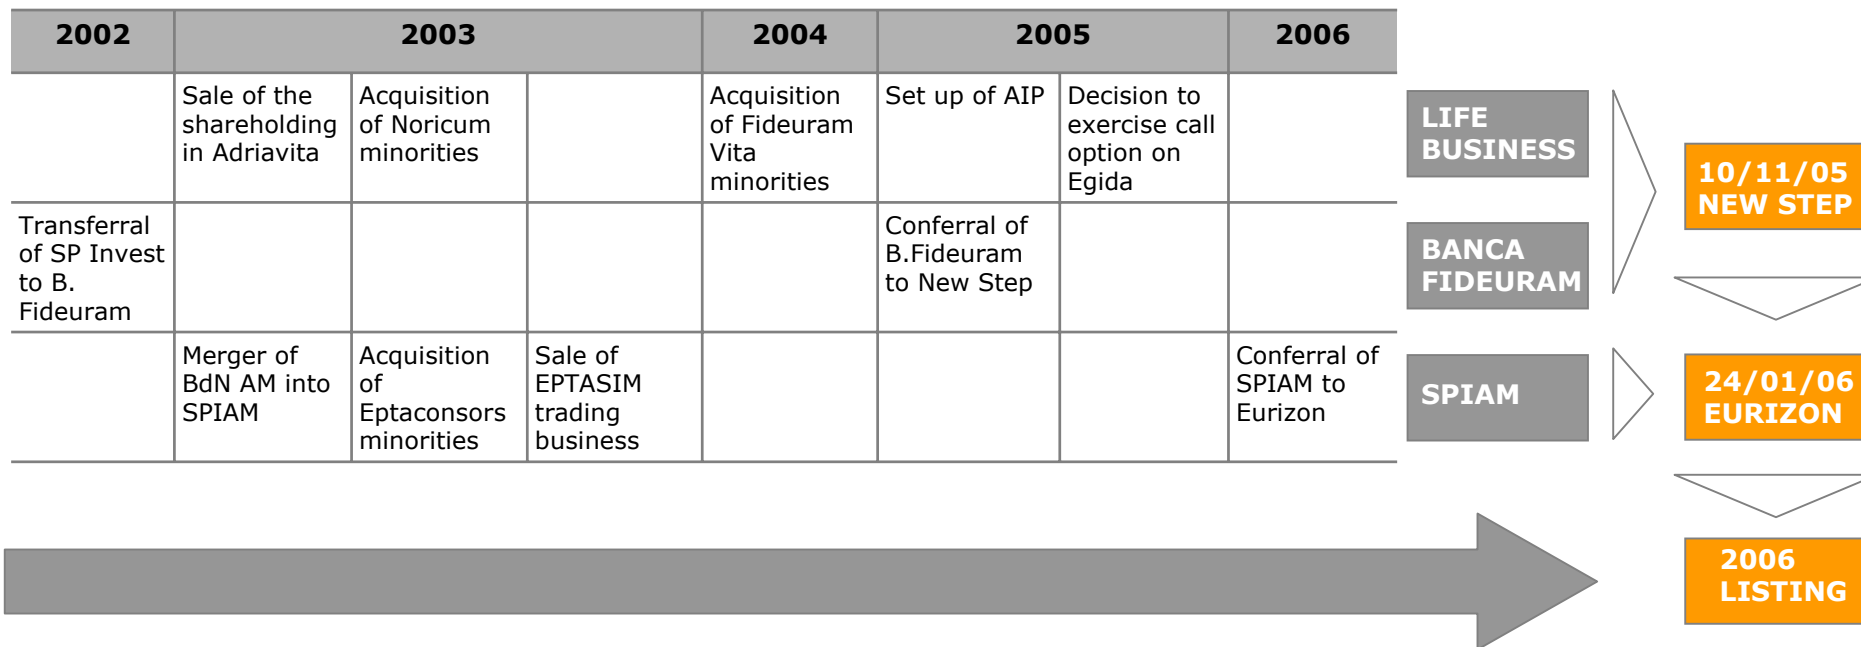 2002
2003
2004
2005
2006
Sale of the
shareholding
in Adriavita
Acquisition
of Noricum
minorities
Acquisition
of Fideuram
Vita
minorities
Set up of AIP
Decision to
exercise call
option on
Egida
LIFE
BUSINESS
Transferral
of SP Invest
to B.
Fideuram
Conferral of
B.Fideuram
to New Step
BANCA
FIDEURAM
10/11/05
NEW STEP
Merger of
BdN AM into
SPIAM
Acquisition
of
Eptaconsors
minorities
Sale of
EPTASIM
trading
business
Conferral of
SPIAM to
Eurizon
SPIAM
24/01/06
EURIZON
2006
LISTING